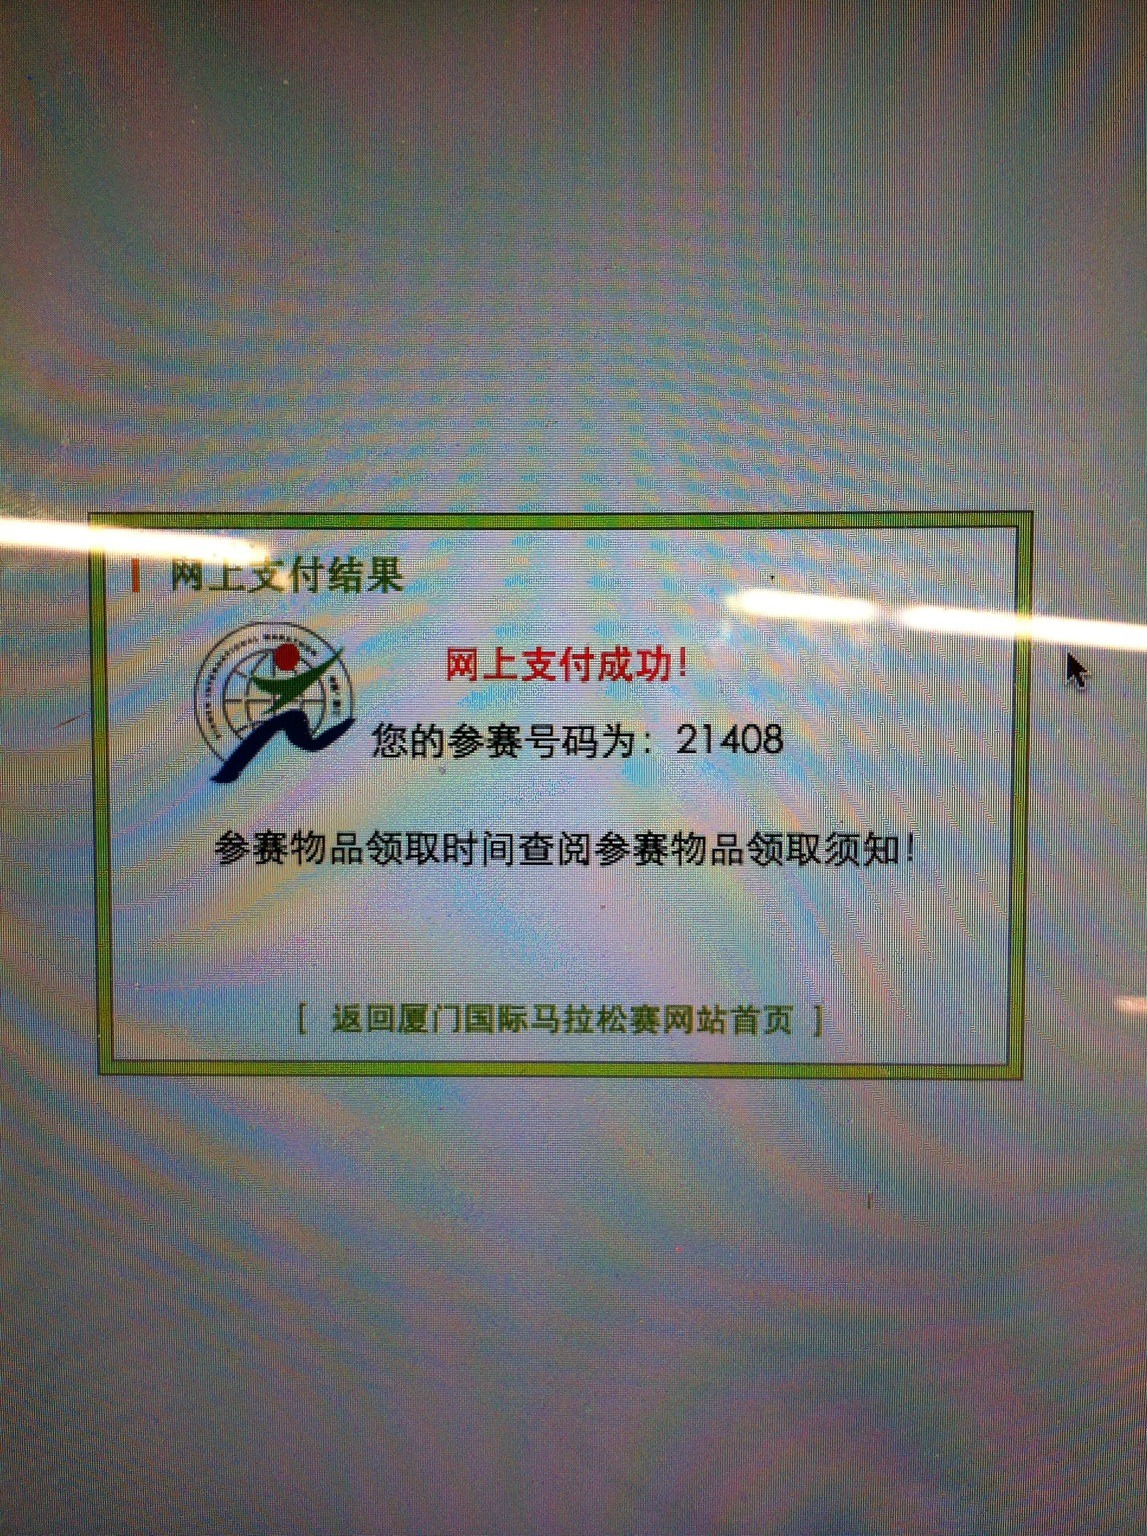 网上支付结果
网上支付成功！
您的参赛号码为：21408
参赛物品领取时间查阅参赛物品领取须知！
[ 返回厦门国际马拉松赛网站首页 ]